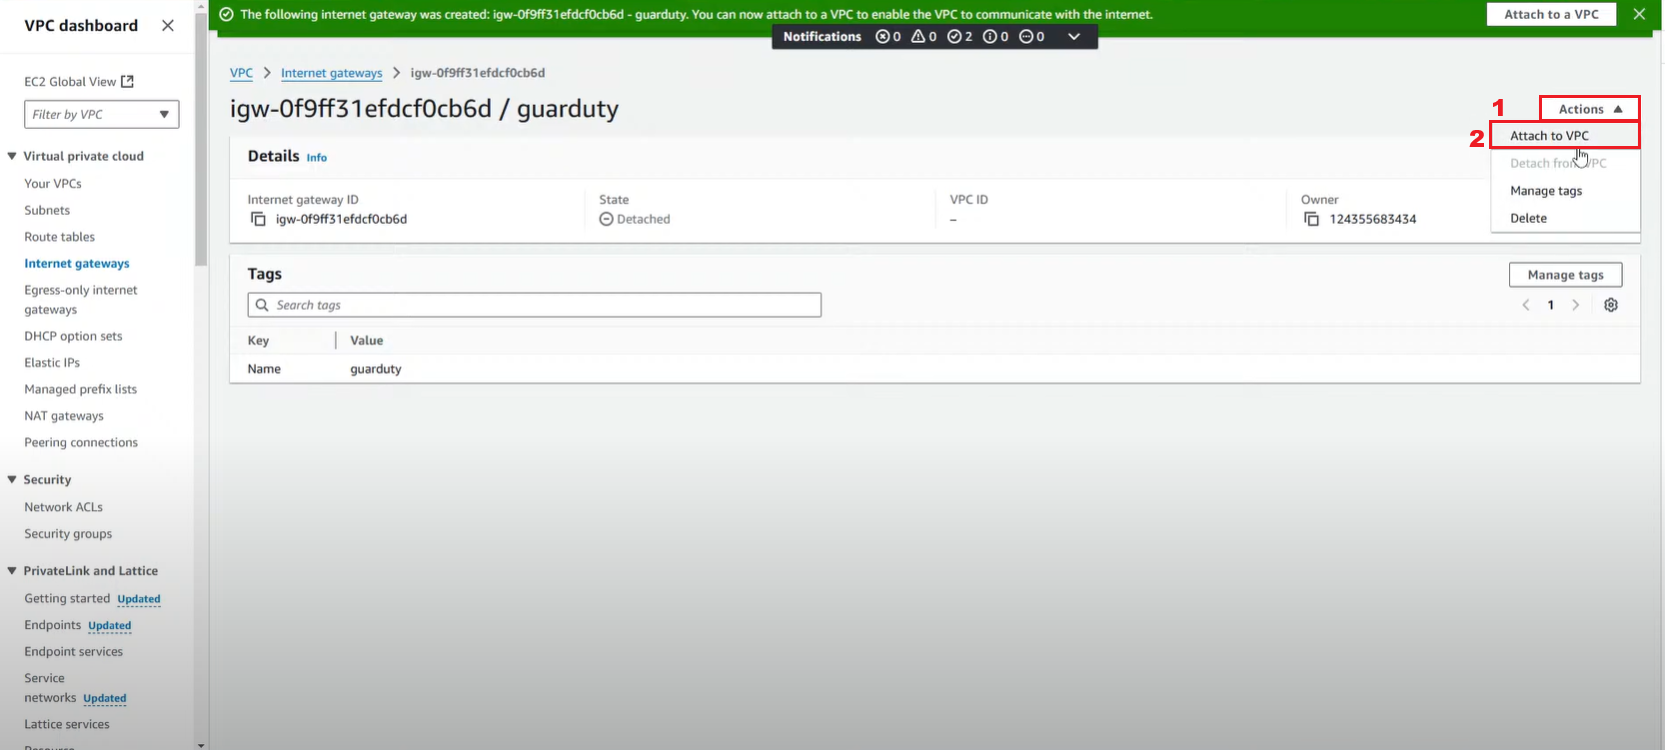 VPC dashboard
EC2 Global View
Filter by VPC
Virtual private cloud
Your VPCs
Subnets
Route tables
Internet gateways
Egress-only internet
gateways
DHCP option sets
Elastic IPs
Managed prefix lists
NAT gateways
Peering connections
Security
Network ACLs
Security groups
PrivateLink and Lattice
Getting started Updated
Endpoints Updated
Endpoint services
Service
networks Updated
Lattice services
The following internet gateway was created: igw-0f9ff31efdcf0cb6d - guarduty. You can now attach to a VPC to enable the VPC to communicate with the internet.
Attach to a VPC
Notifications 0 0 2 0 0
VPC > Internet gateways > igw-0f9ff31efdcf0cb6d
igw-0f9ff31efdcf0cb6d / guarduty
1
Actions
2
Attach to VPC
Detach from VPC
Manage tags
Delete
Details Info
Internet gateway ID
igw-0f9ff31efdcf0cb6d
State
Detached
VPC ID
–
Owner
124355683434
Tags
Manage tags
Search tags
1
Key Value
Name guarduty